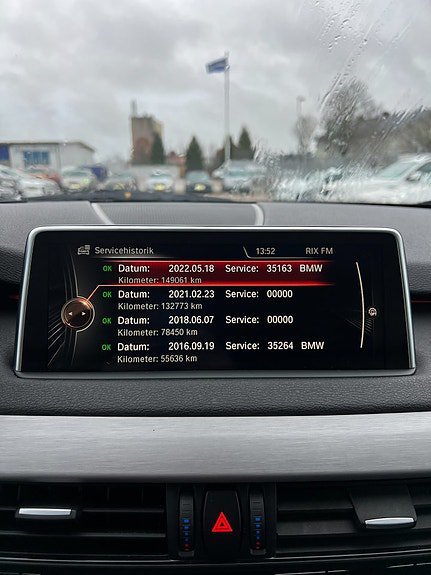 Servicehistorik 13:52 RIX FM
OK Datum: 2022.05.18 Service: 35163 BMW
Kilometer: 149061 km
OK Datum: 2021.02.23 Service: 00000
Kilometer: 132773 km
OK Datum: 2018.06.07 Service: 00000
Kilometer: 78450 km
OK Datum: 2016.09.19 Service: 35264 BMW
Kilometer: 55636 km